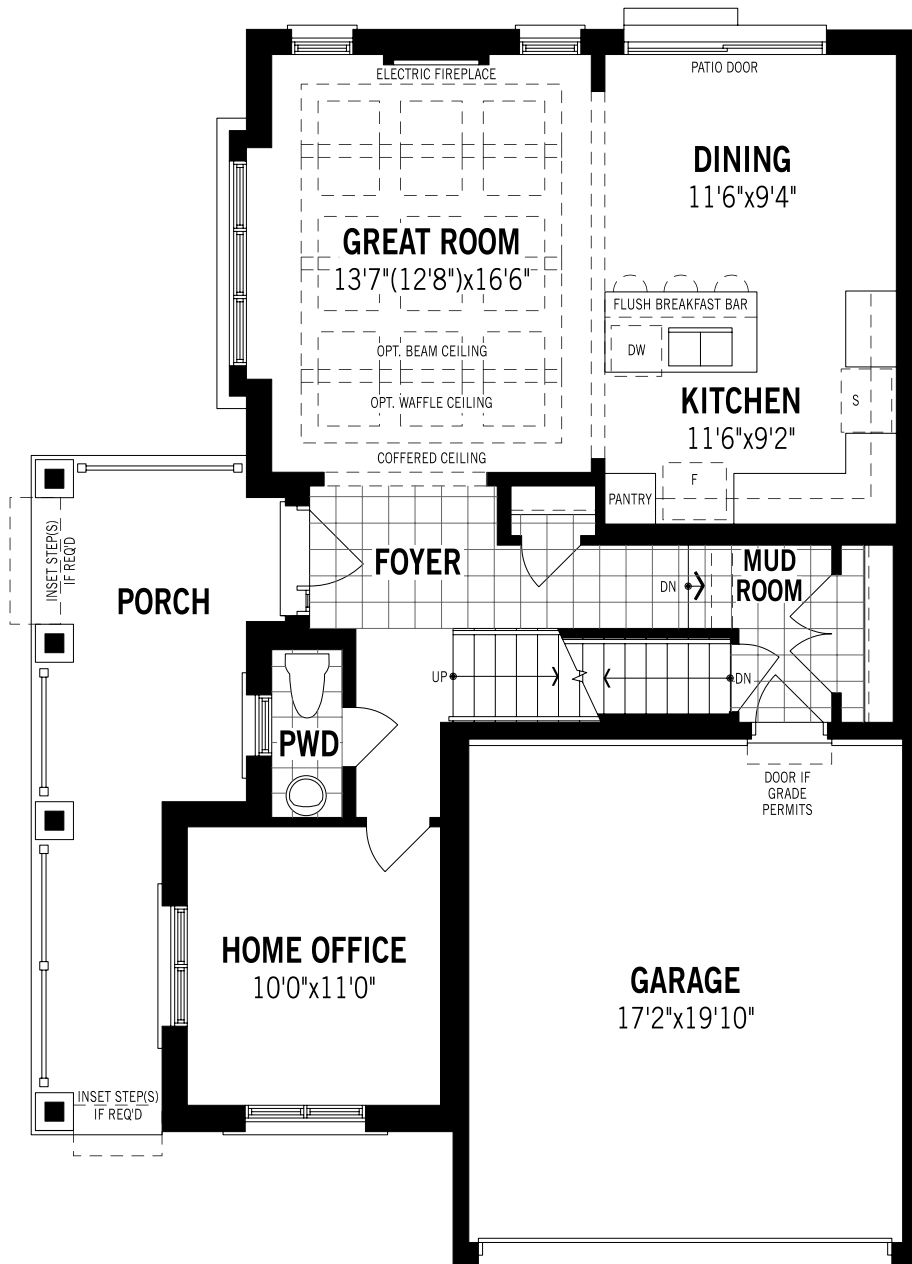 ELECTRIC FIREPLACE
PATIO DOOR
DINING
11'6"x9'4"
GREAT ROOM
13'7"(12'8")x16'6"
FLUSH BREAKFAST BAR
DW
OPT. BEAM CEILING
OPT. WAFFLE CEILING
KITCHEN
11'6"x9'2"
S
COFFERED CEILING
F
PANTRY
INSET STEP(S)
IF REQ'D
FOYER
MUD
ROOM
DN
PORCH
UP
DN
PWD
DOOR IF
GRADE
PERMITS
HOME OFFICE
10'0"x11'0"
GARAGE
17'2"x19'10"
INSET STEP(S)
IF REQ'D